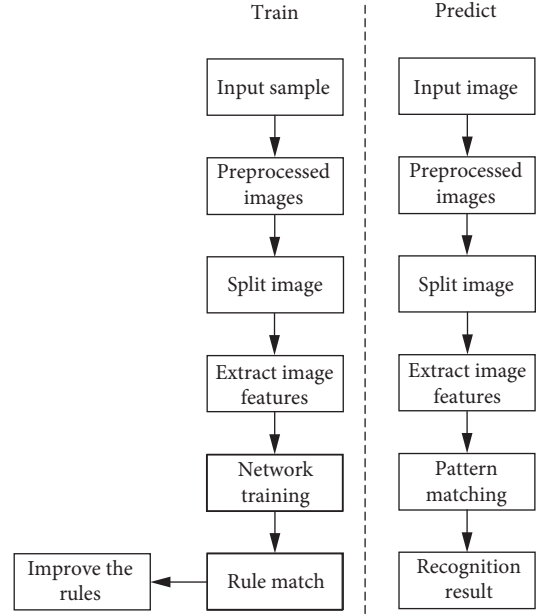 Train
Input sample
Preprocessed
images
Split image
Extract image
features
Network
training
Rule match
Improve the
rules
Predict
Input image
Preprocessed
images
Split image
Extract image
features
Pattern
matching
Recognition
result